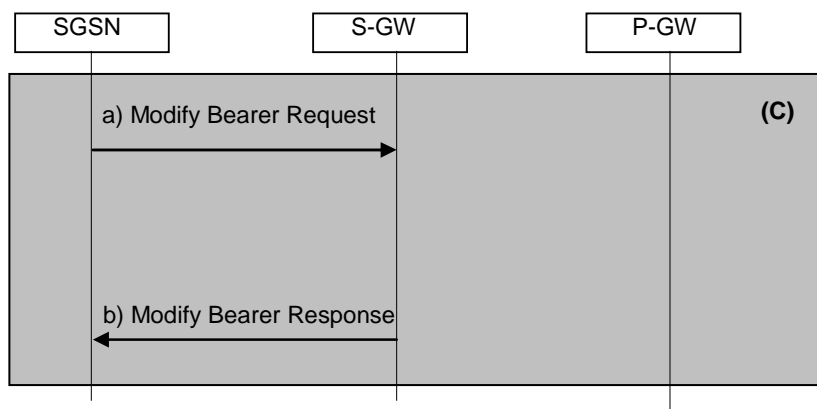 SGSN
S-GW
P-GW
(C)
a) Modify Bearer Request
b) Modify Bearer Response